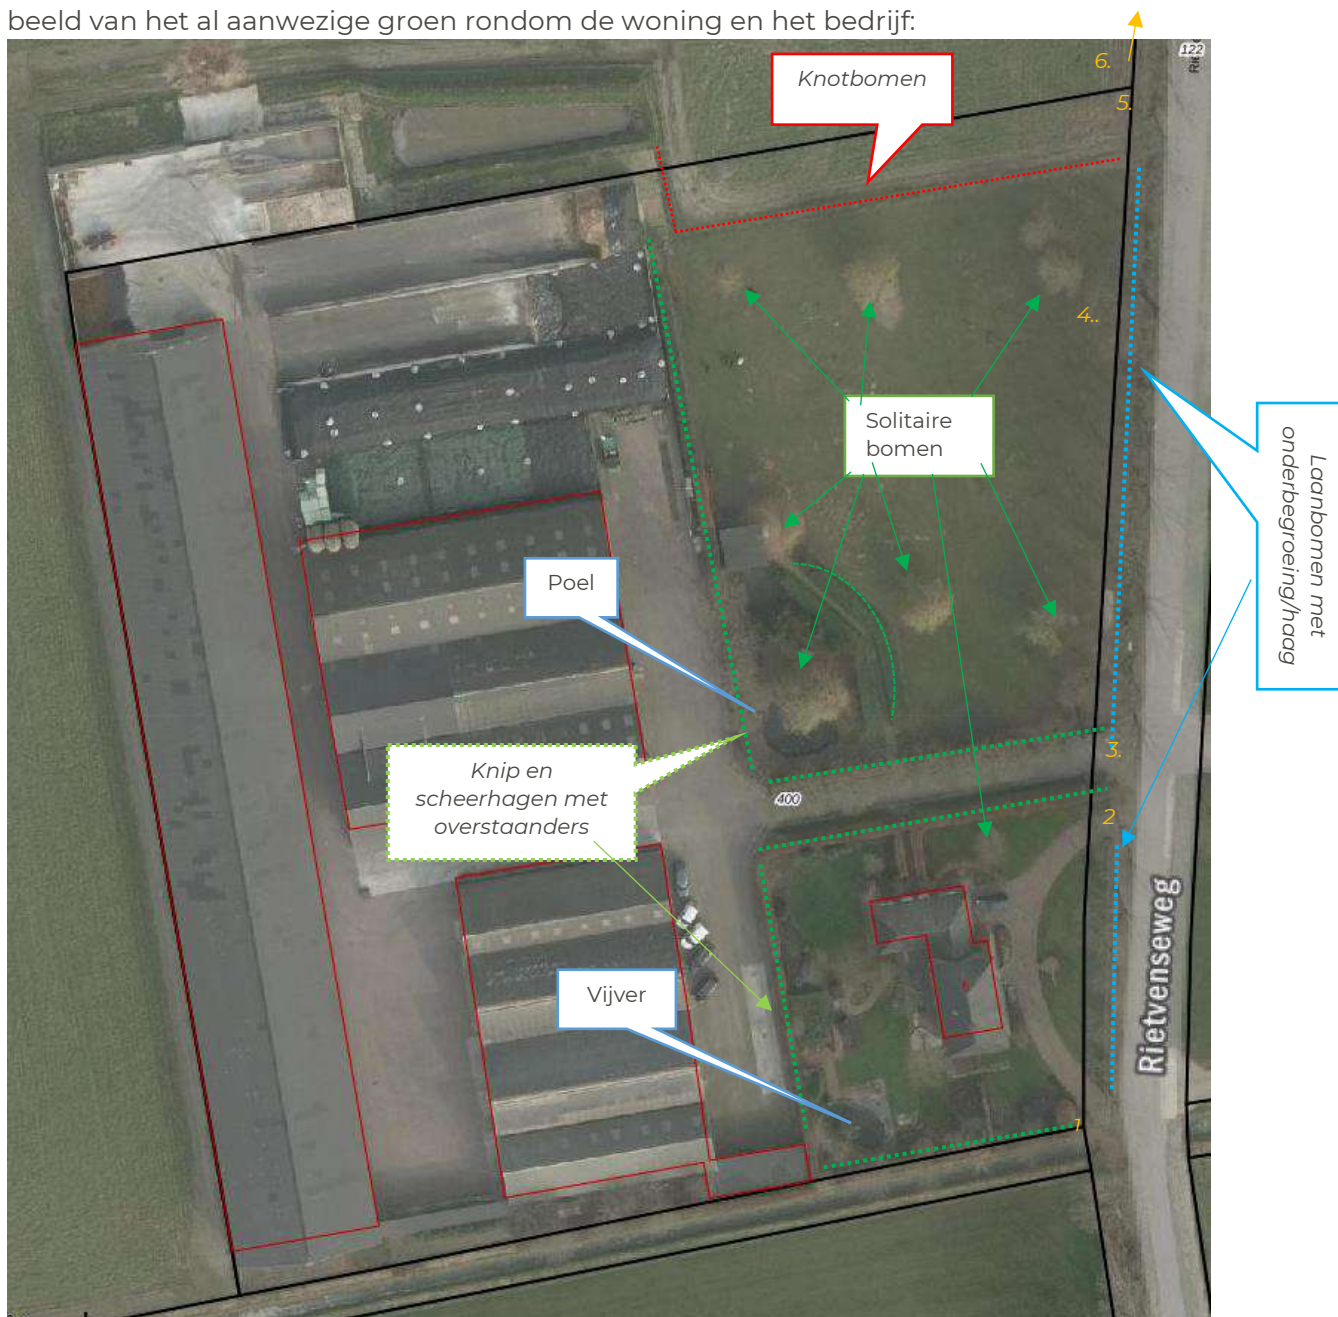 beeld van het al aanwezige groen rondom de woning en het bedrijf:
122
6.
5.
Knotbomen
4..
Solitaire
bomen
Laanbomen met
onderbegroeing/haag
Poel
3.
Knip en
scheerhagen met
overstaanders
400
2
Rietvenseweg
Vijver
1